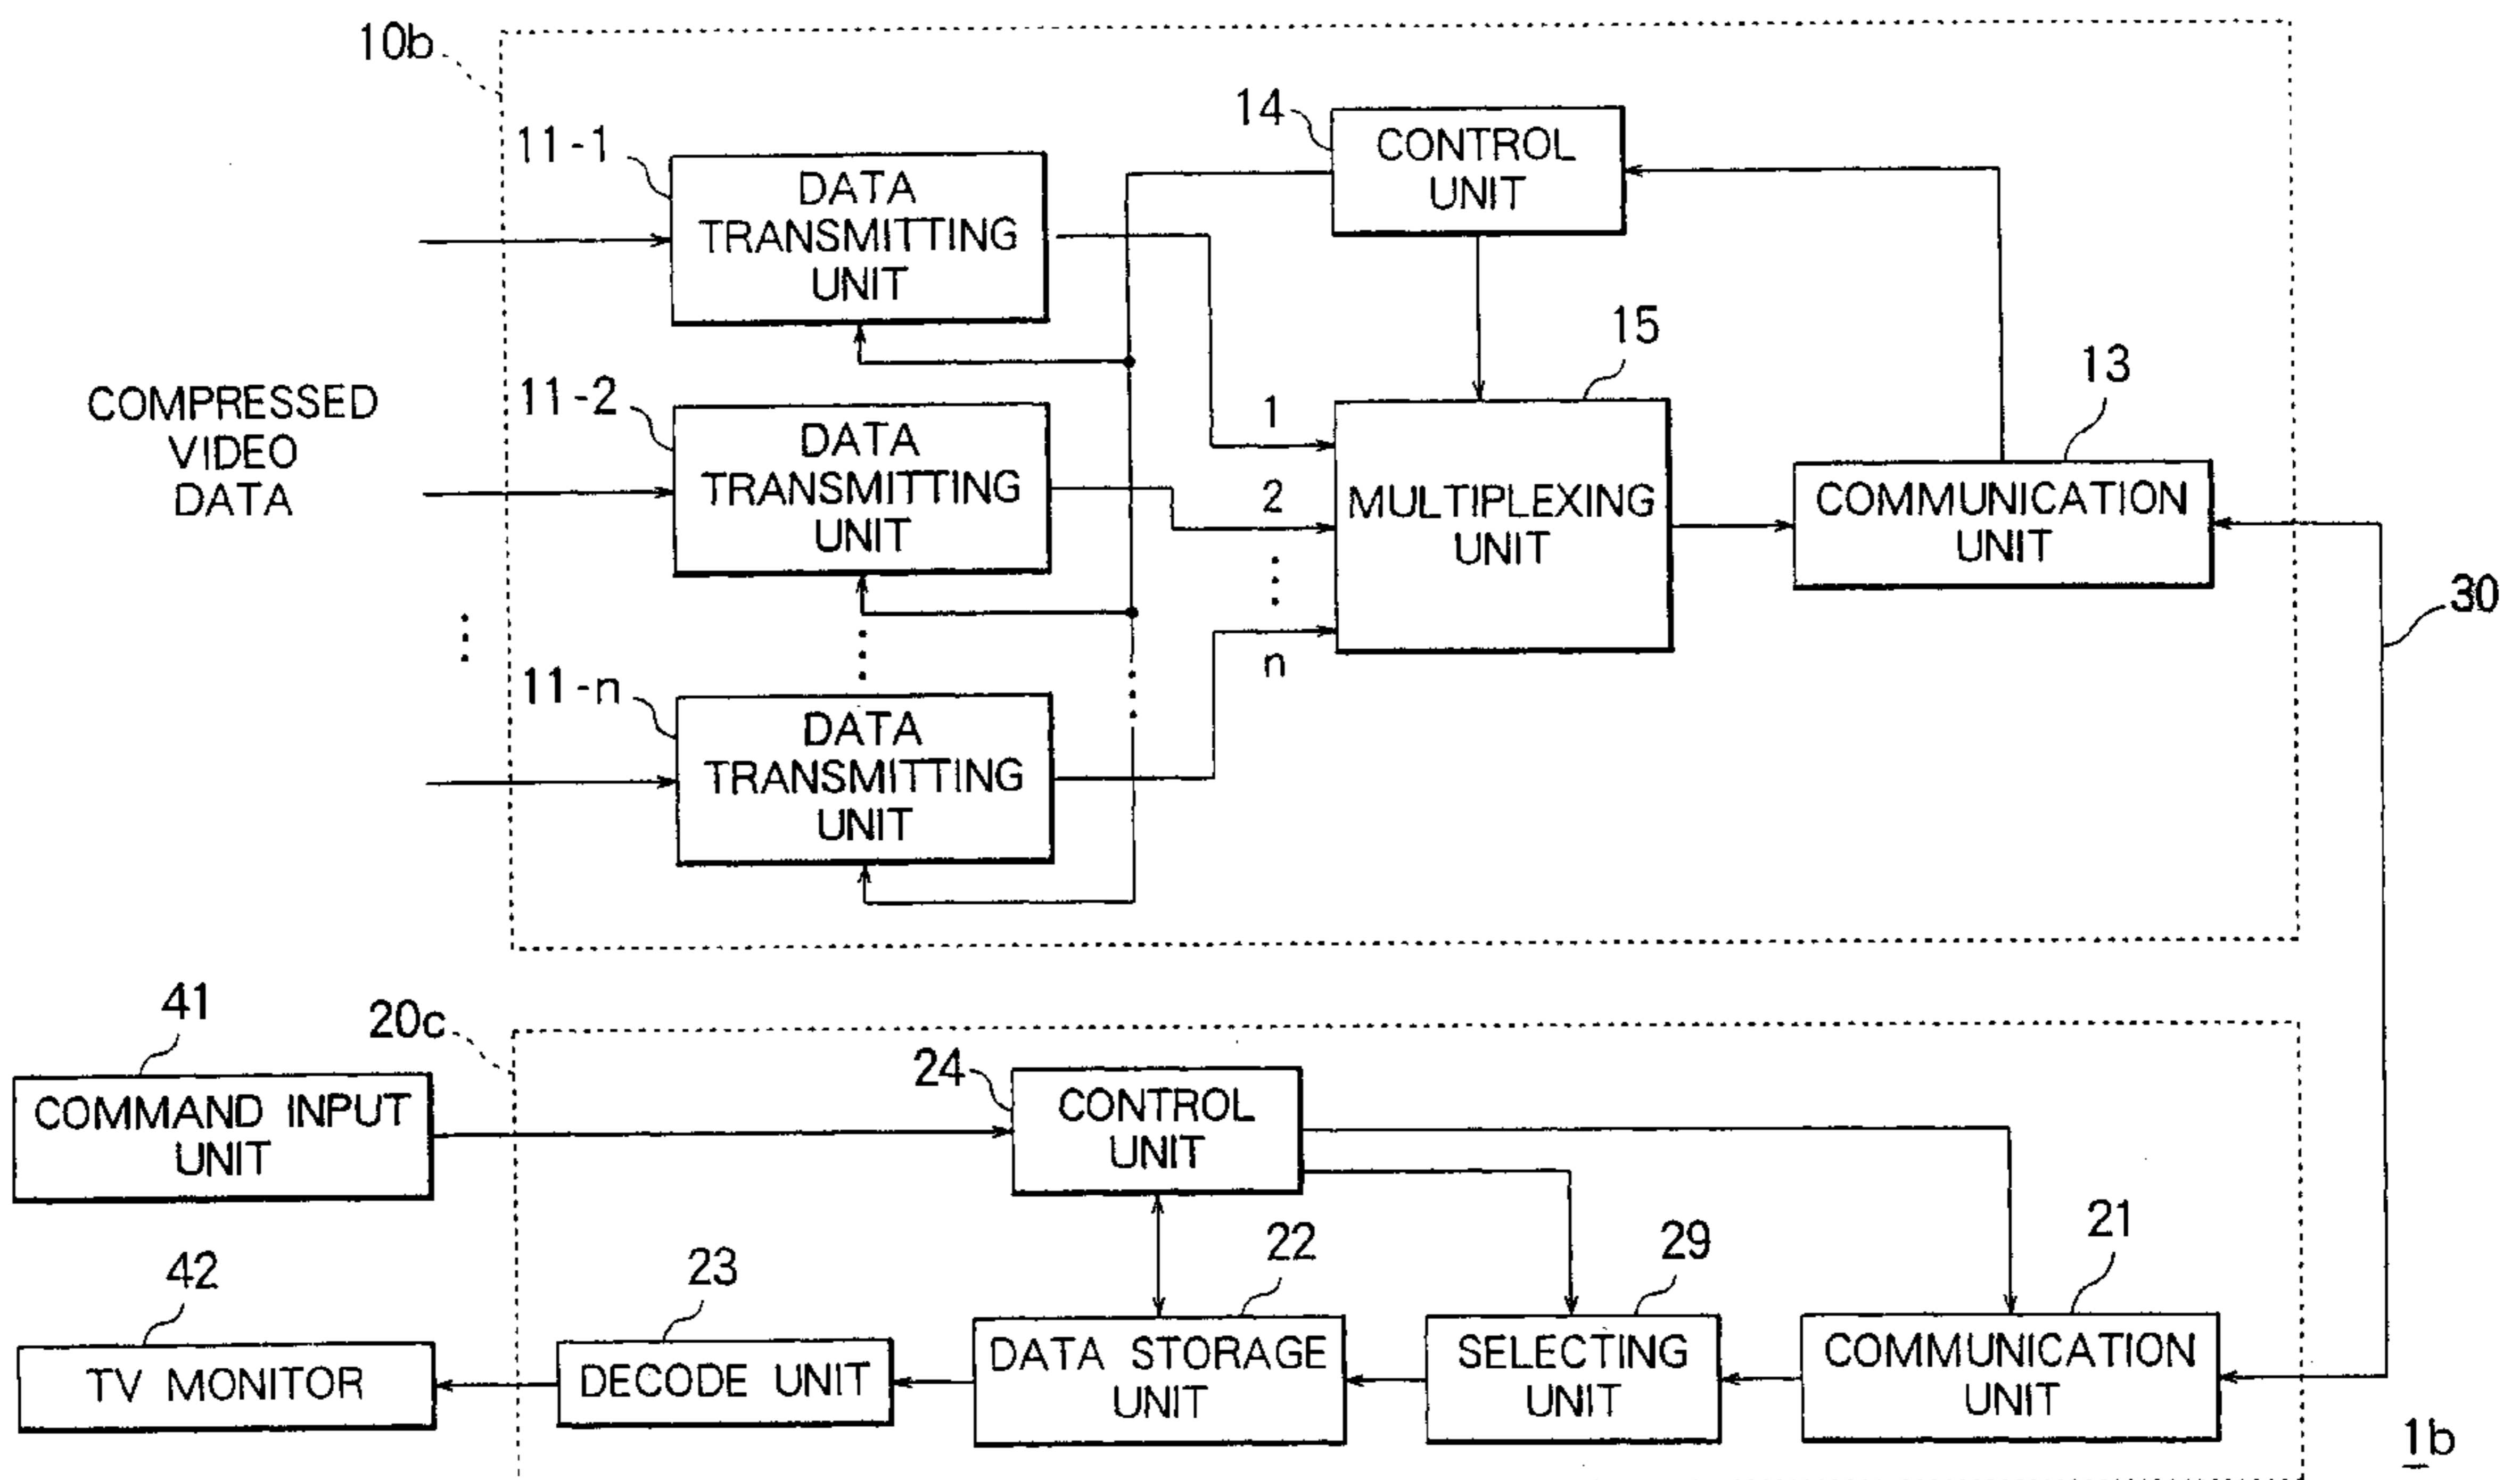 10b
14
CONTROL
UNIT
11-1
DATA
TRANSMITTING
UNIT
15
13
COMPRESSED
VIDEO
DATA
11-2
DATA
TRANSMITTING
UNIT
1
2
n
MULTIPLEXING
UNIT
COMMUNICATION
UNIT
30
11-n
DATA
TRANSMITTING
UNIT
41
COMMAND INPUT
UNIT
20c
24
CONTROL
UNIT
42
TV MONITOR
23
DECODE UNIT
22
DATA STORAGE
UNIT
29
SELECTING
UNIT
21
COMMUNICATION
UNIT
1b